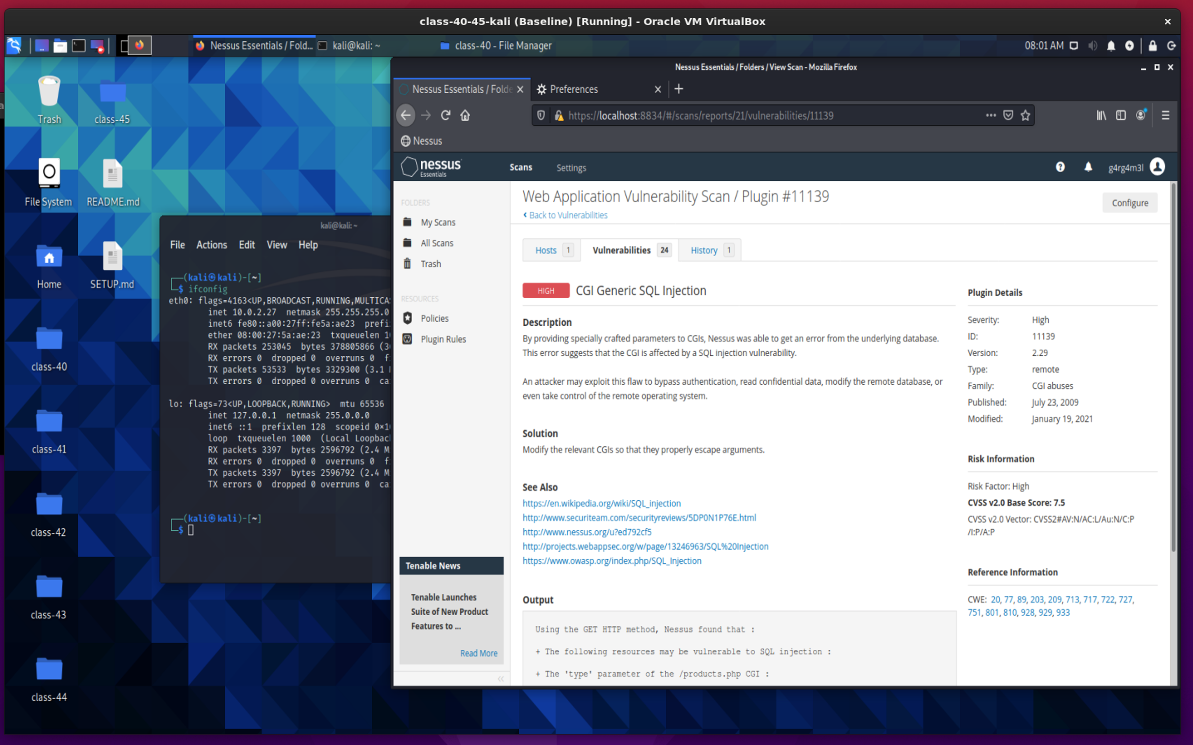 class-40-45-kali (Baseline) [Running] - Oracle VM VirtualBox
Nessus Essentials / Fold...
kali@kali: ~
class-40 - File Manager
08:01 AM
Trash
class-45
File System
README.md
Home
SETUP.md
class-40
class-41
class-42
class-43
class-44
kali@kali: ~
File Actions Edit View Help
(kali㉿kali)-[~]
$ ifconfig
eth0: flags=4163<UP,BROADCAST,RUNNING,MULTICA
inet 10.0.2.27 netmask 255.255.255.0
inet6 fe80::a00:27ff:fe5a:ae23 prefi
ether 08:00:27:5a:ae:23 txqueuelen 1
RX packets 253045 bytes 378805866 (3
RX errors 0 dropped 0 overruns 0 f
TX packets 53533 bytes 3329300 (3.1
TX errors 0 dropped 0 overruns 0 ca
lo: flags=73<UP,LOOPBACK,RUNNING> mtu 65536
inet 127.0.0.1 netmask 255.0.0.0
inet6 ::1 prefixlen 128 scopeid 0×1
loop txqueuelen 1000 (Local Loopbac
RX packets 3397 bytes 2596792 (2.4 M
RX errors 0 dropped 0 overruns 0 f
TX packets 3397 bytes 2596792 (2.4 M
TX errors 0 dropped 0 overruns 0 ca
(kali㉿kali)-[~]
$
Nessus Essentials / Folders / View Scan - Mozilla Firefox
Nessus Essentials / Folde
Preferences
https://localhost:8834/#/scans/reports/21/vulnerabilities/11139
Nessus
nessus
Essentials
Scans
Settings
g4rg4m3l
FOLDERS
My Scans
All Scans
Trash
RESOURCES
Policies
Plugin Rules
Tenable News
Tenable Launches
Suite of New Product
Features to ...
Read More
Web Application Vulnerability Scan / Plugin #11139
Back to Vulnerabilities
Configure
Hosts 1
Vulnerabilities 24
History 1
HIGH
CGI Generic SQL Injection
Description
By providing specially crafted parameters to CGIs, Nessus was able to get an error from the underlying database.
This error suggests that the CGI is affected by a SQL injection vulnerability.
An attacker may exploit this flaw to bypass authentication, read confidential data, modify the remote database, or
even take control of the remote operating system.
Solution
Modify the relevant CGIs so that they properly escape arguments.
See Also
https://en.wikipedia.org/wiki/SQL_injection
http://www.securiteam.com/securityreviews/5DP0N1P76E.html
http://www.nessus.org/u?ed792cf5
http://projects.webappsec.org/w/page/13246963/SQL%20Injection
https://www.owasp.org/index.php/SQL_Injection
Output
Using the GET HTTP method, Nessus found that :
+ The following resources may be vulnerable to SQL injection :
+ The 'type' parameter of the /products.php CGI :
Plugin Details
Severity: High
ID: 11139
Version: 2.29
Type: remote
Family: CGI abuses
Published: July 23, 2009
Modified: January 19, 2021
Risk Information
Risk Factor: High
CVSS v2.0 Base Score: 7.5
CVSS v2.0 Vector: CVSS2#AV:N/AC:L/Au:N/C:P
/I:P/A:P
Reference Information
CWE: 20, 77, 89, 203, 209, 713, 717, 722, 727,
751, 801, 810, 928, 929, 933